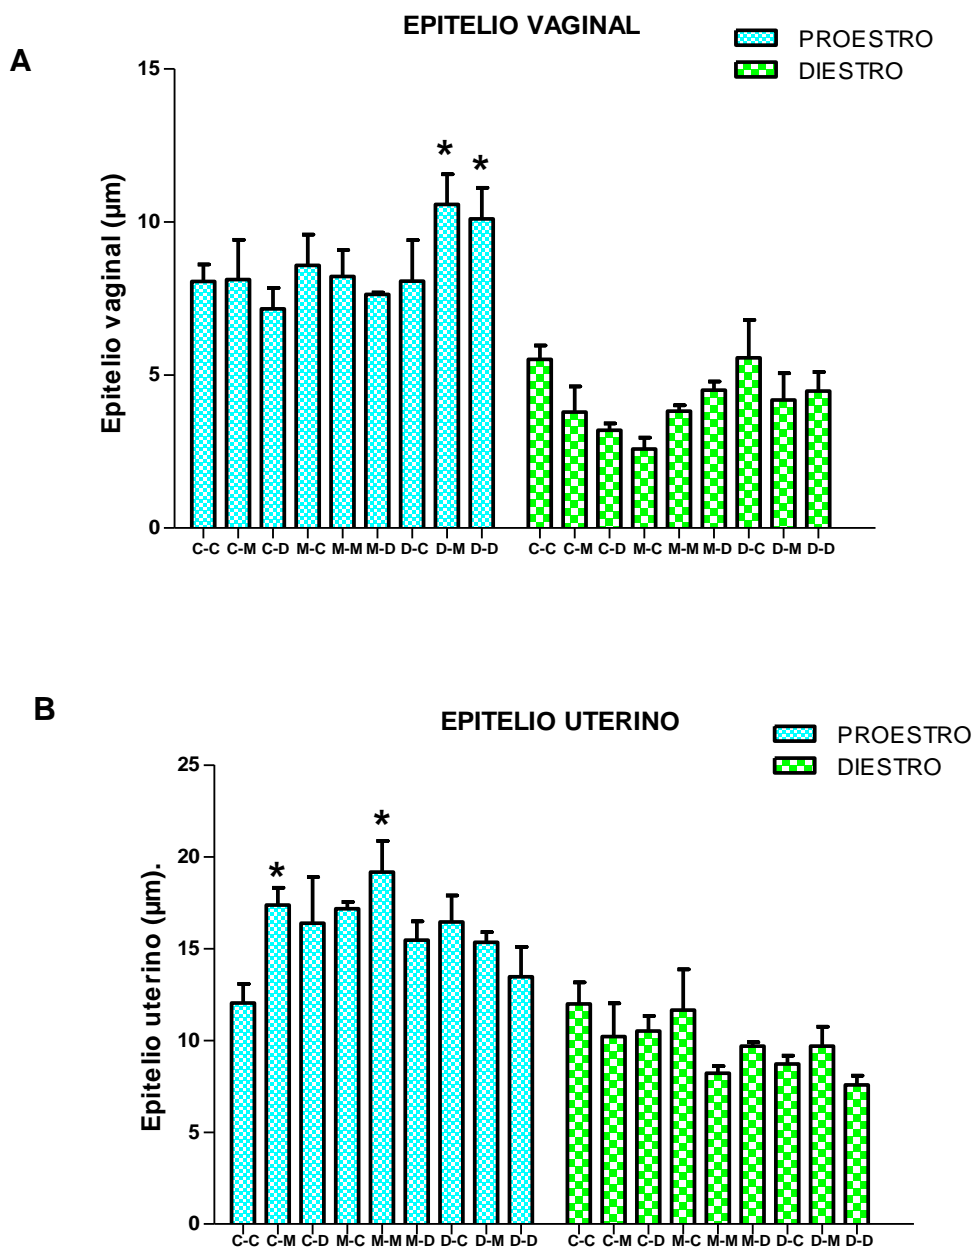 EPITELIO VAGINAL
A
PROESTRO
DIESTRO
Epitelio vaginal (µm)
15
10
5
0
C-C C-M C-D M-C M-M M-D D-C D-M D-D C-C C-M C-D M-C M-M M-D D-C D-M D-D
* *
B
EPITELIO UTERINO
PROESTRO
DIESTRO
Epitelio uterino (µm).
25
20
15
10
5
0
* *
C-C C-M C-D M-C M-M M-D D-C D-M D-D C-C C-M C-D M-C M-M M-D D-C D-M D-D